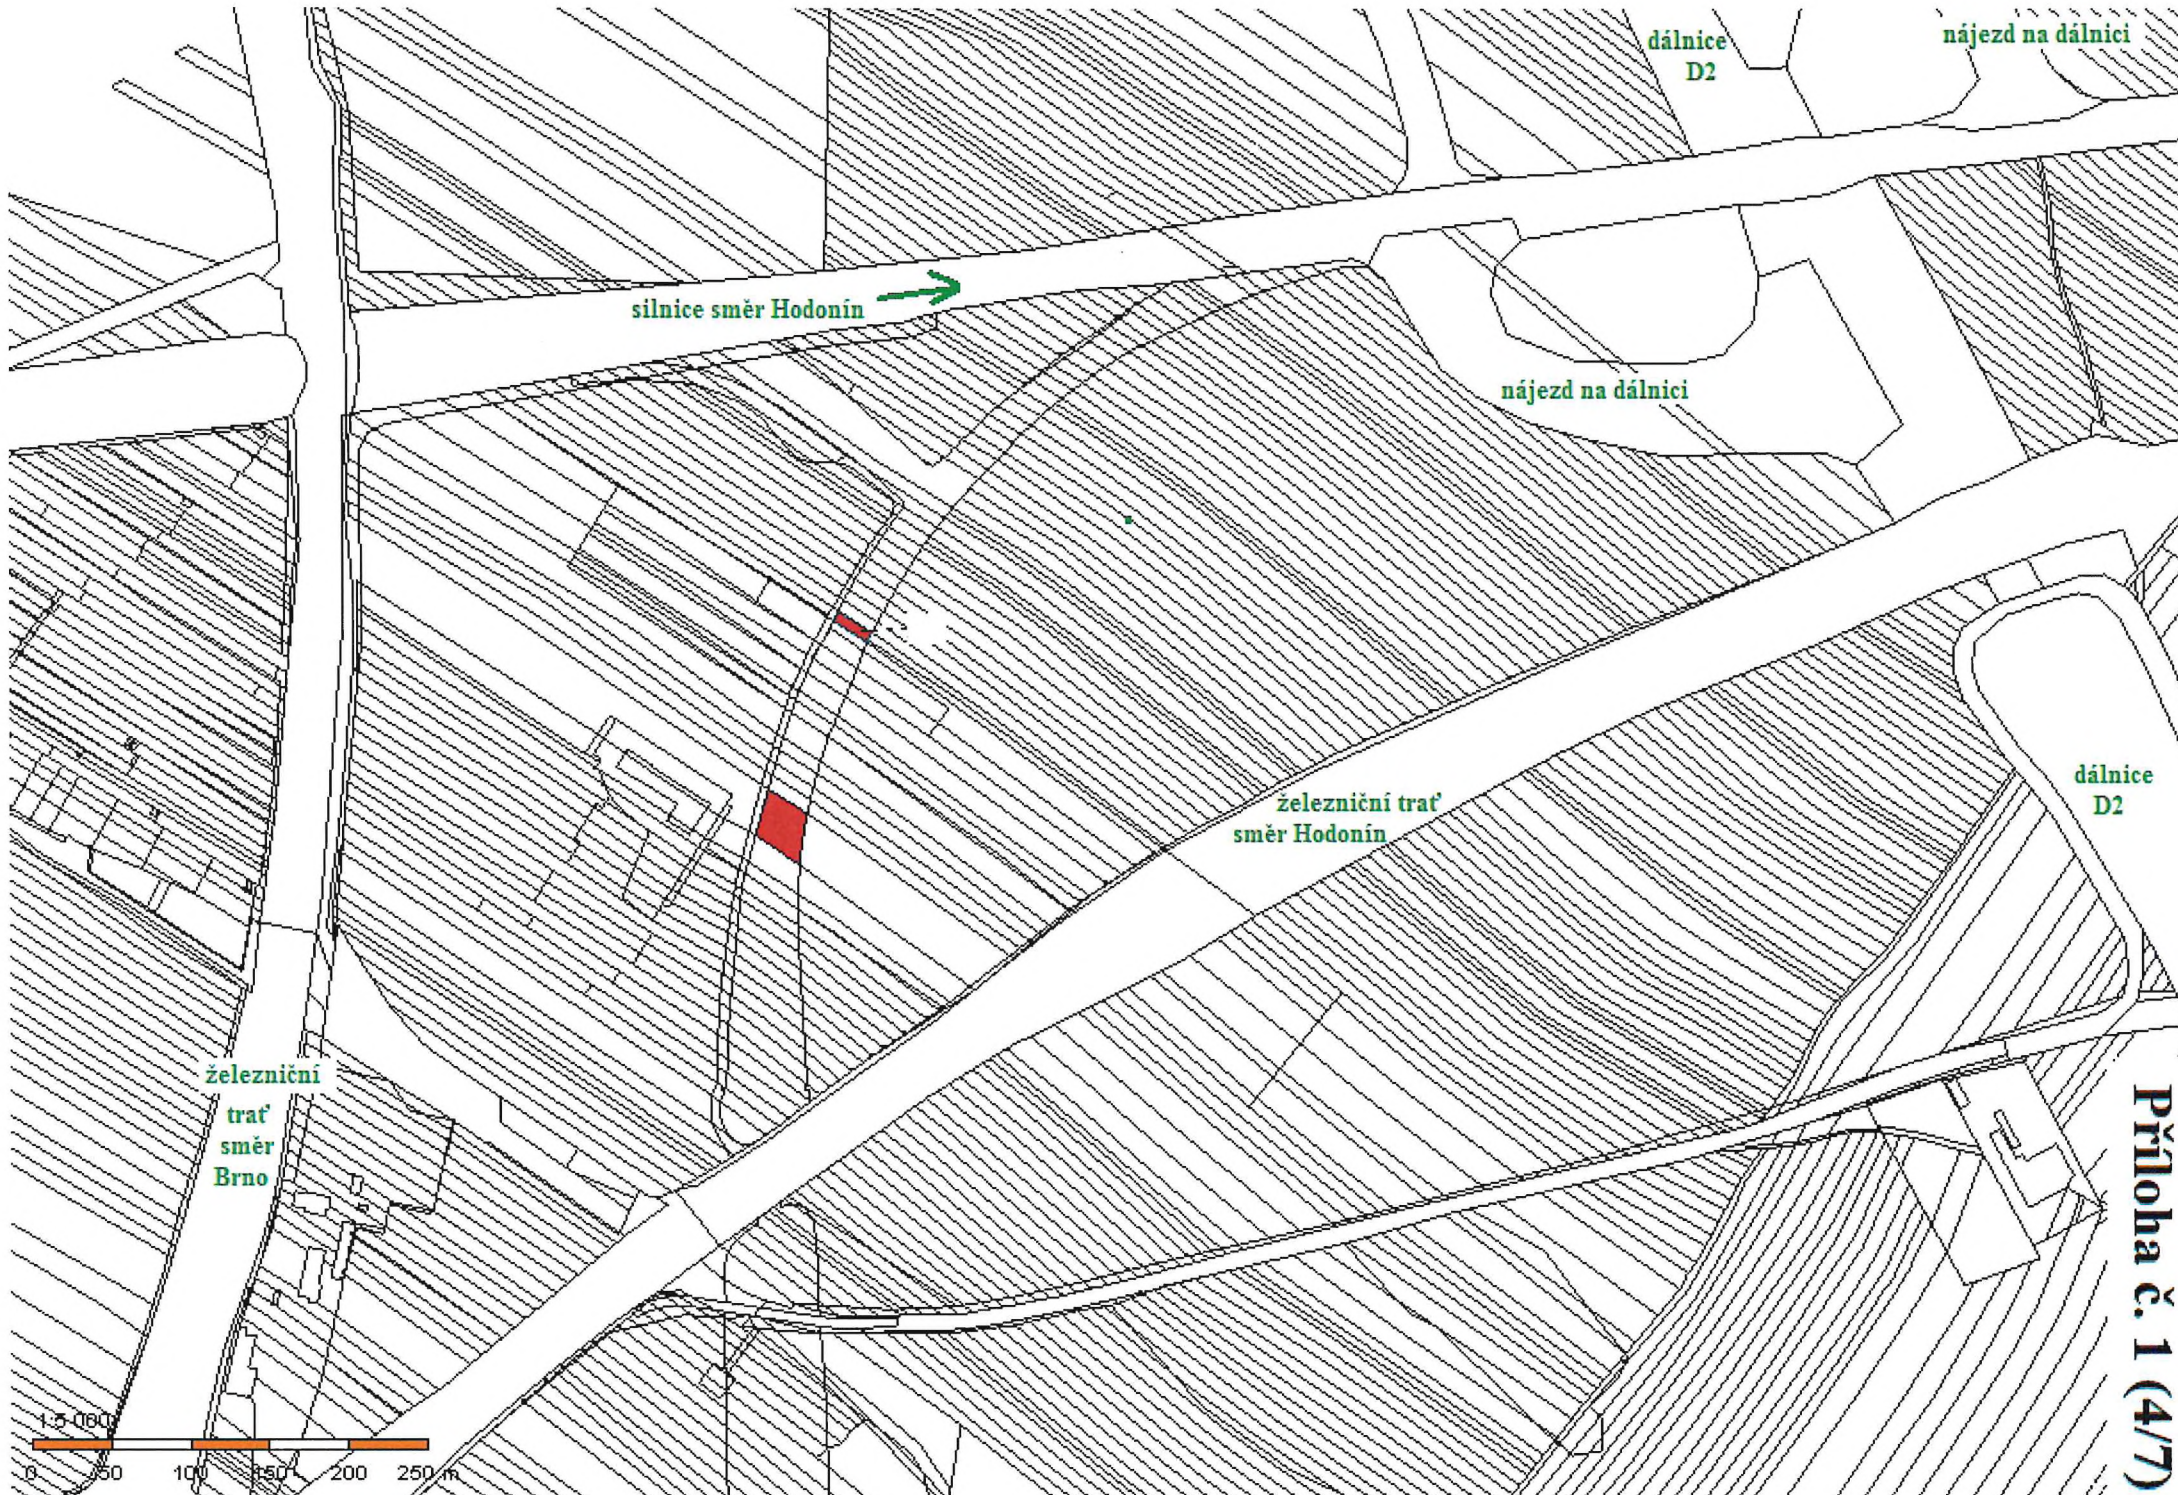 dálnice
D2
nájezd na dálnici
silnice směr Hodonín
nájezd na dálnici
dálnice
D2
železniční trať
směr Hodonín
železniční
trať
směr
Brno
Příloha č. 1 (4/7)
1:5 000
0 50 100 150 200 250 m